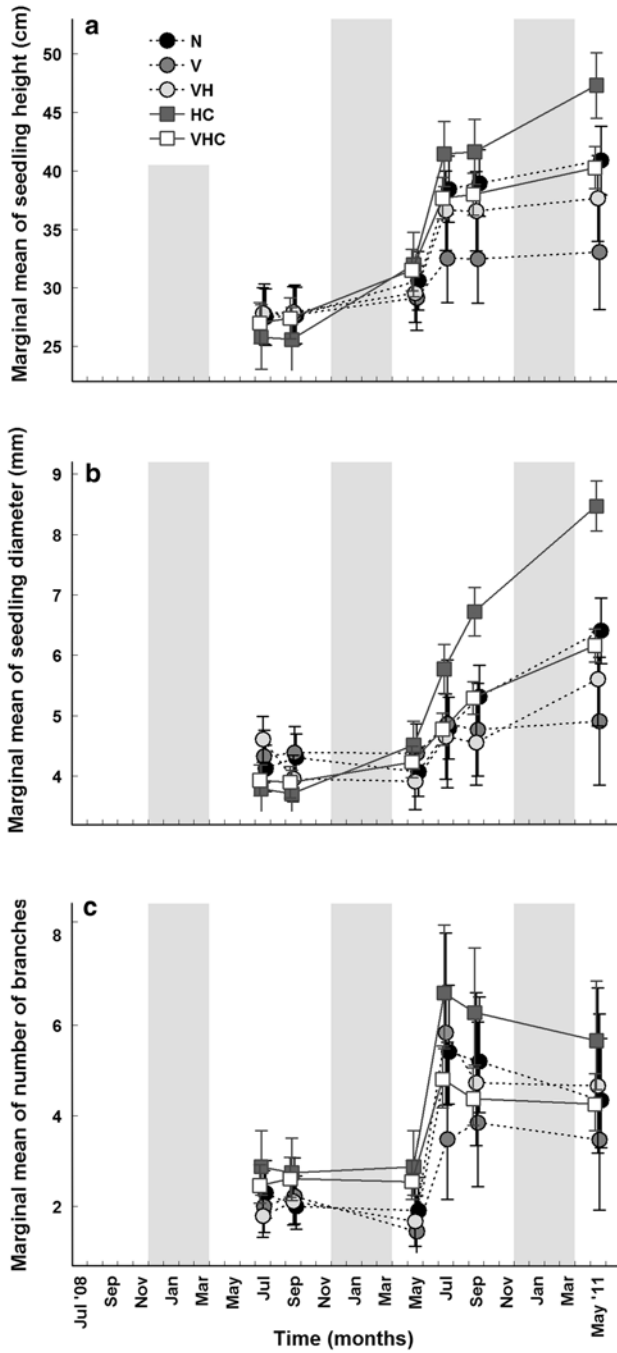 a
N
V
VH
HC
VHC
Marginal mean of seedling height (cm)
50
45
40
35
30
25
b
Marginal mean of seedling diameter (mm)
9
8
7
6
5
4
c
Marginal mean of number of branches
8
6
4
2
Jul '08
Sep
Nov
Jan
Mar
May
Jul
Sep
Nov
Jan
Mar
May
Jul
Sep
Nov
Jan
Mar
May '11
Time (months)